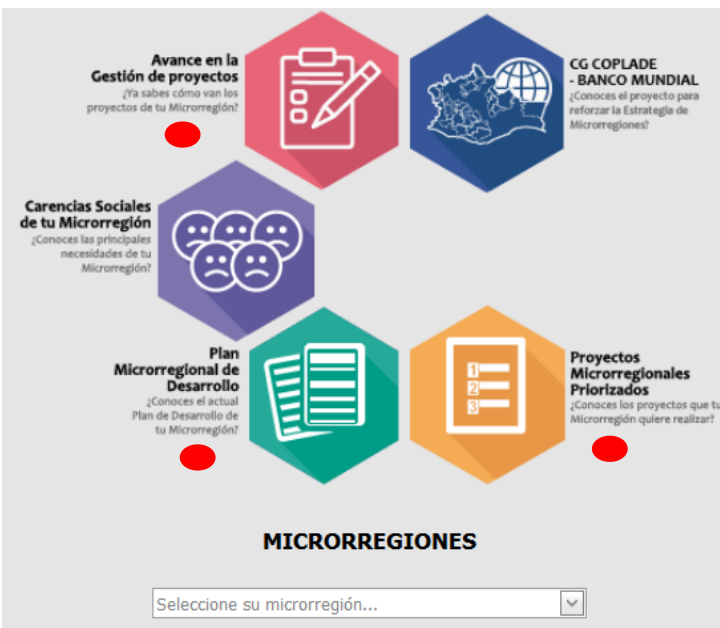 Avance en la
Gestión de proyectos
¿Ya sabes cómo van los
proyectos de tu Microrregión?
CG COPLADE
- BANCO MUNDIAL
¿Conoces el proyecto para
reforzar la Estrategia de
Microrregiones?
Carencias Sociales
de tu Microrregión
¿Conoces las principales
necesidades de tu
Microrregión?
Plan
Microrregional de
Desarrollo
¿Conoces el actual
Plan de Desarrollo de
tu Microrregión?
1
2
3
Proyectos
Microrregionales
Priorizados
¿Conoces los proyectos que tu
Microrregión quiere realizar?
MICRORREGIONES
Seleccione su microrregión...